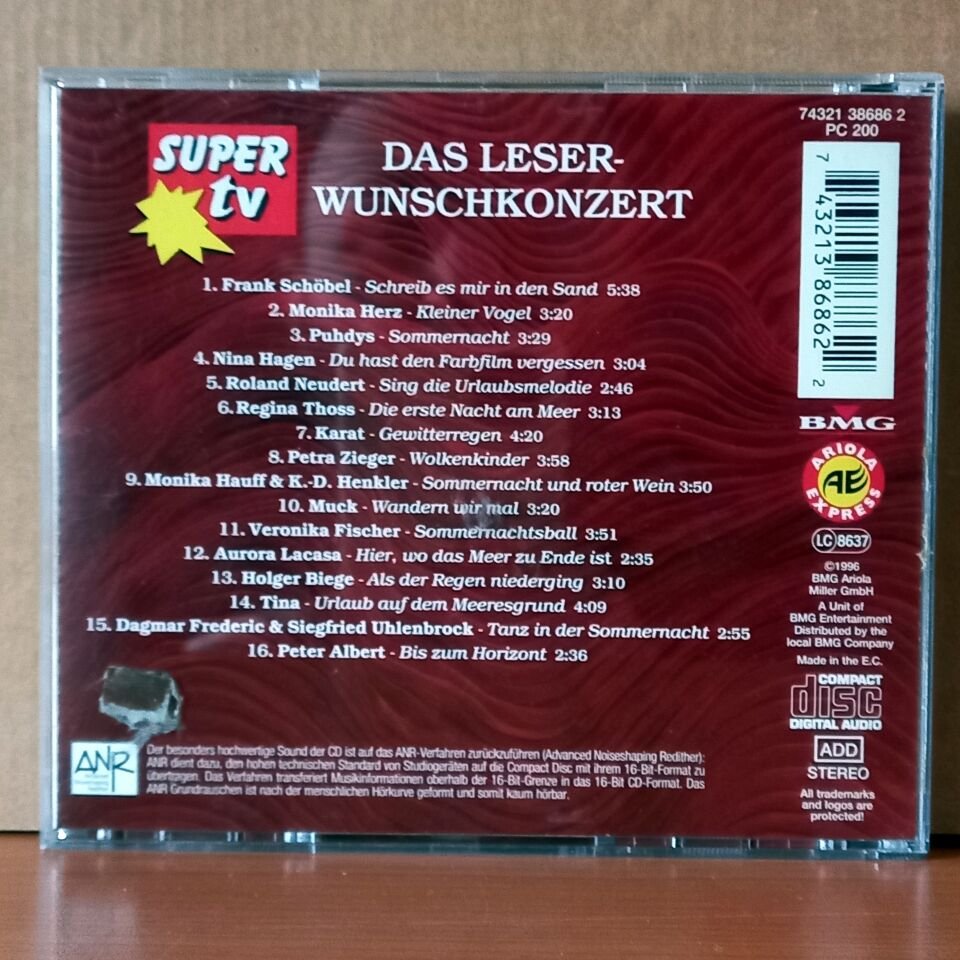 SUPER
tv
DAS LESER-
WUNSCHKONZERT
74321 38686 2
PC 200
7 43213 86862 2
1. Frank Schöbel - Schreib es mir in den Sand 5:38
2. Monika Herz - Kleiner Vogel 3:20
3. Puhdys - Sommernacht 3:29
4. Nina Hagen - Du hast den Farbfilm vergessen 3:04
5. Roland Neudert - Sing die Urlaubsmelodie 2:46
6. Regina Thoss - Die erste Nacht am Meer 3:13
7. Karat - Gewitterregen 4:20
8. Petra Zieger - Wolkenkinder 3:58
9. Monika Hauff & K.-D. Henkler - Sommernacht und roter Wein 3:50
10. Muck - Wandern wir mal 3:20
11. Veronika Fischer - Sommernachtsball 3:51
12. Aurora Lacasa - Hier, wo das Meer zu Ende ist 2:35
13. Holger Biege - Als der Regen niederging 3:10
14. Tina - Urlaub auf dem Meeresgrund 4:09
15. Dagmar Frederic & Siegfried Uhlenbrock - Tanz in der Sommernacht 2:55
16. Peter Albert - Bis zum Horizont 2:36
BMG
ARIOLA
AE
EXPRESS
LC 8637
©1996
BMG Ariola
Miller GmbH
A Unit of
BMG Entertainment
Distributed by the
local BMG Company
Made in the E.C.
COMPACT
disc
DIGITAL AUDIO
ADD
STEREO
All trademarks
and logos are
protected!
ANR
Der besonders hochwertige Sound der CD ist auf das ANR-Verfahren zurückzuführen (Advanced Noiseshaping Redither):
ANR dient dazu, den hohen technischen Standard von Studiogeräten auf die Compact Disc mit ihrem 16-Bit-Format zu
übertragen. Das Verfahren transferiert Musikinformationen oberhalb der 16-Bit-Grenze in das 16-Bit CD-Format. Das
ANR Grundrauschen ist nach der menschlichen Hörkurve geformt und somit kaum hörbar.